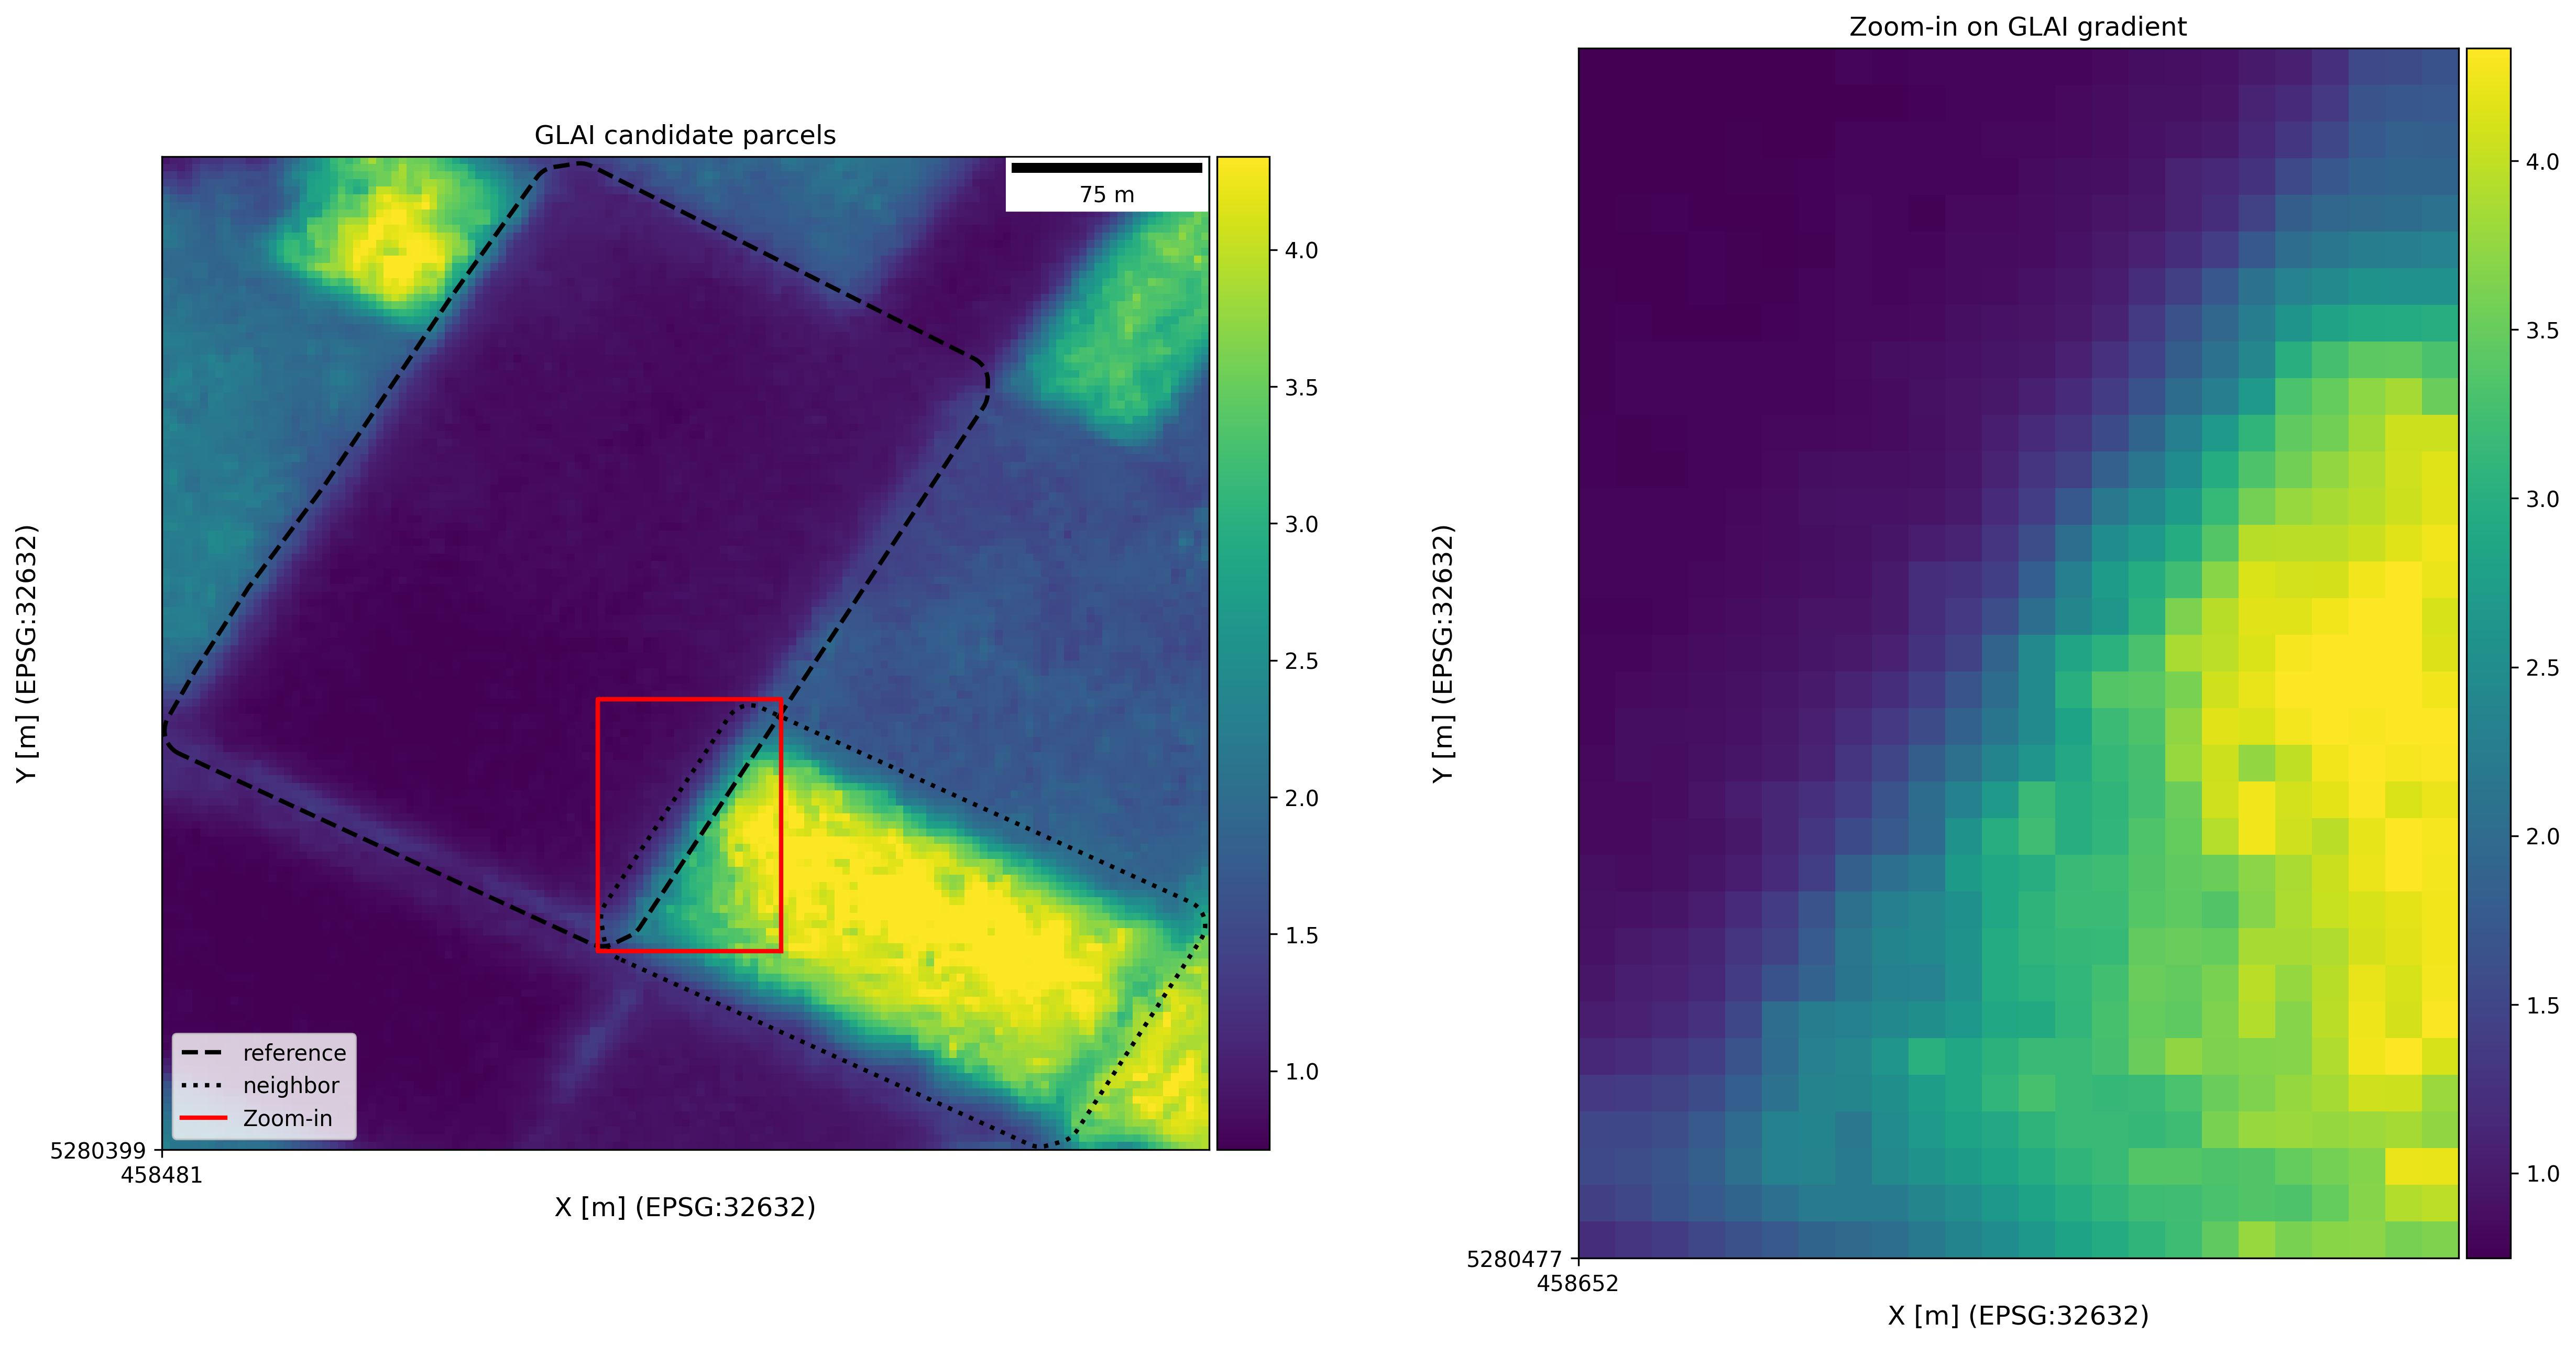 GLAI candidate parcels
75 m
4.0
3.5
3.0
2.5
2.0
1.5
1.0
Y [m] (EPSG:32632)
reference
neighbor
Zoom-in
5280399
458481
X [m] (EPSG:32632)
Zoom-in on GLAI gradient
4.0
3.5
3.0
2.5
2.0
1.5
1.0
Y [m] (EPSG:32632)
5280477
458652
X [m] (EPSG:32632)